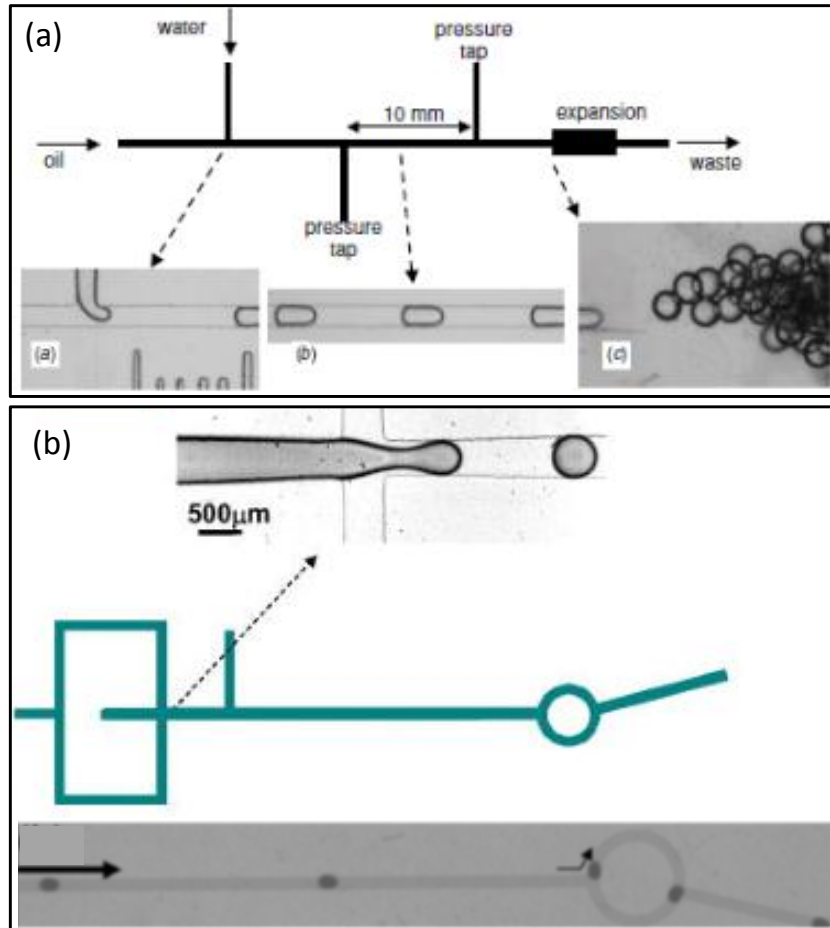 (a)
water
pressure
tap
10 mm
expansion
oil
waste
pressure
tap
(a)
(b)
(c)
(b)
500μm